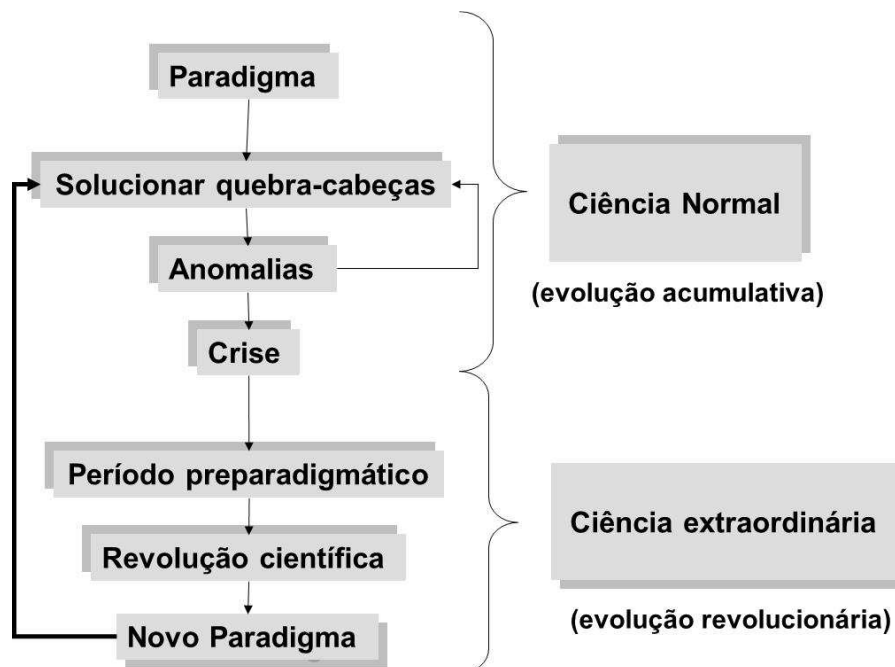 Paradigma
Solucionar quebra-cabeças
Anomalias
Crise
Período preparadigmático
Revolução científica
Novo Paradigma
Ciência Normal
(evolução acumulativa)
Ciência extraordinária
(evolução revolucionária)